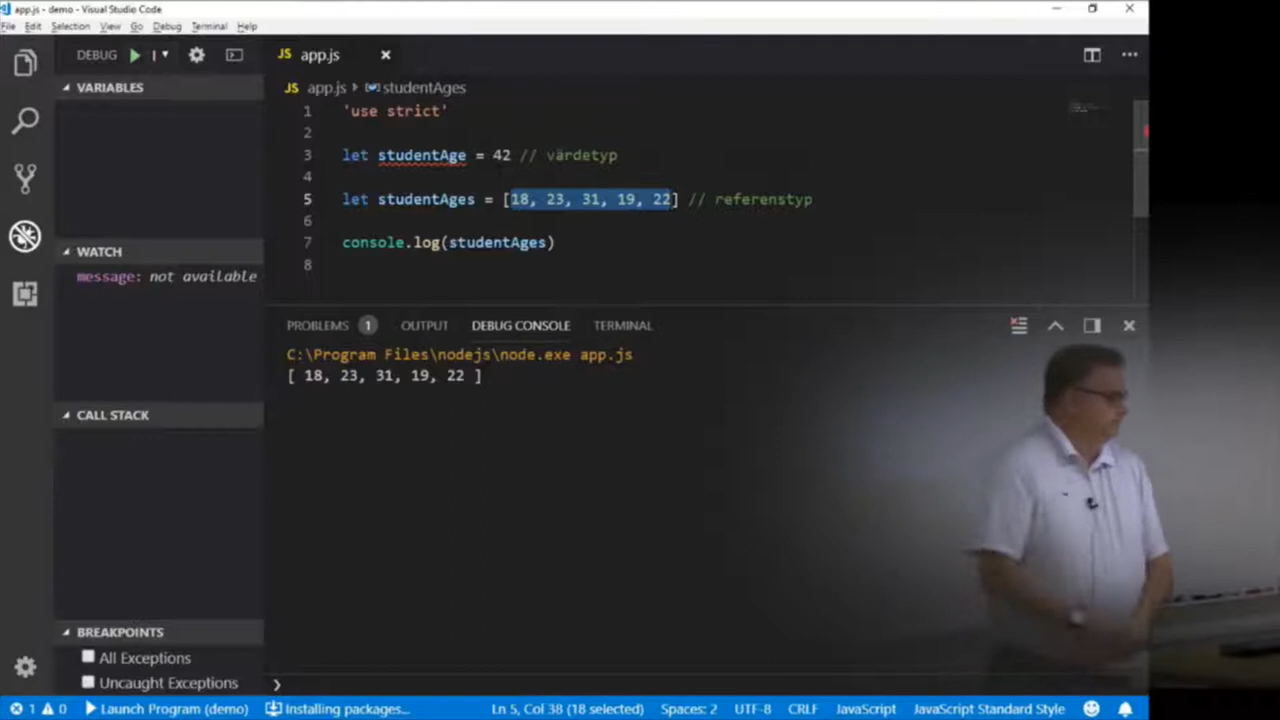 app.js - demo - Visual Studio Code
File Edit Selection View Go Debug Terminal Help
DEBUG
JS app.js
VARIABLES
JS app.js studentAges
1 'use strict'
2
3 let studentAge = 42 // värdetyp
4
5 let studentAges = [18, 23, 31, 19, 22] // referenstyp
6
7 console.log(studentAges)
8
WATCH
message: not available
PROBLEMS 1 OUTPUT DEBUG CONSOLE TERMINAL
C:\Program Files\nodejs\node.exe app.js
[ 18, 23, 31, 19, 22 ]
CALL STACK
BREAKPOINTS
All Exceptions
Uncaught Exceptions
1 0 Launch Program (demo) Installing packages... Ln 5, Col 38 (18 selected) Spaces: 2 UTF-8 CRLF JavaScript JavaScript Standard Style